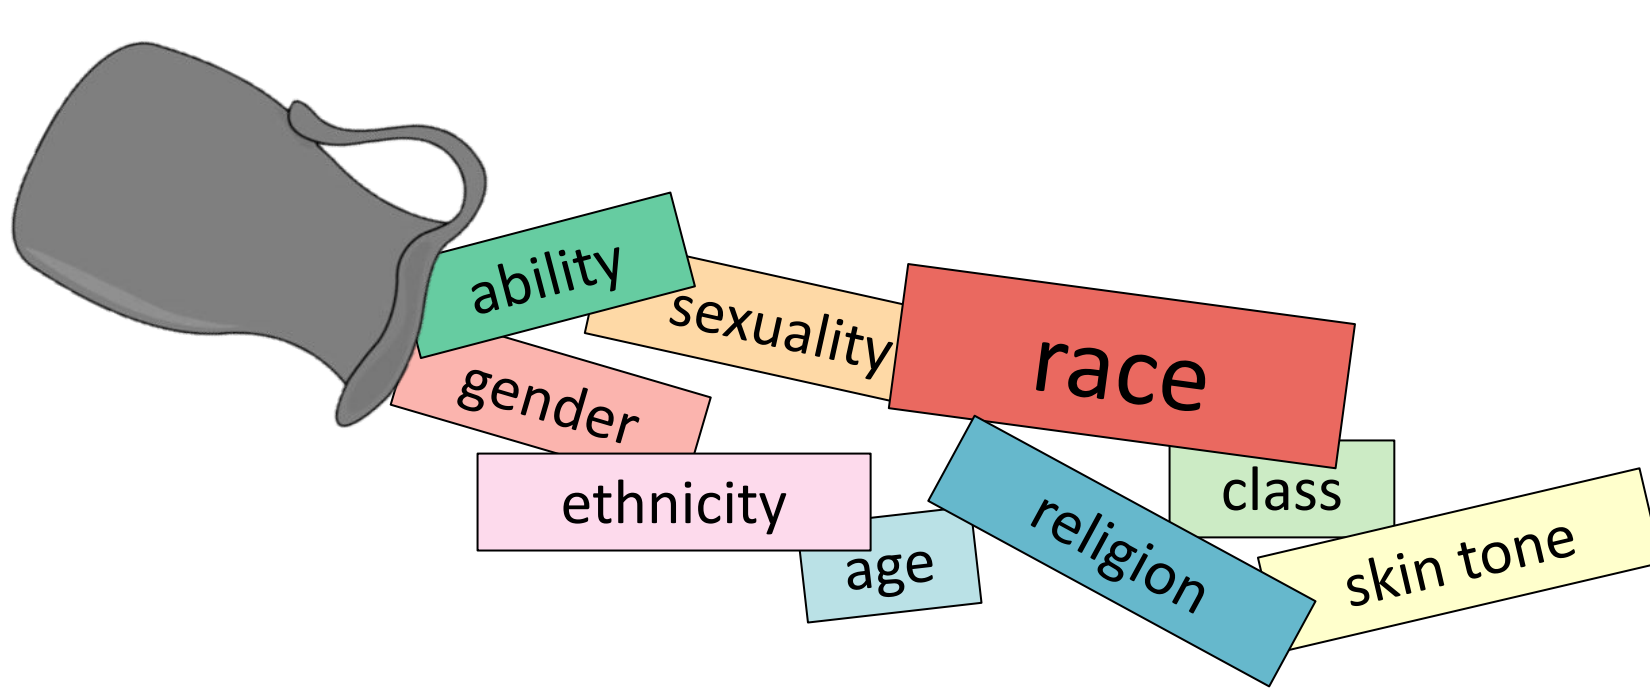 ability
sexuality
race
gender
ethnicity
class
age
religion
skin tone